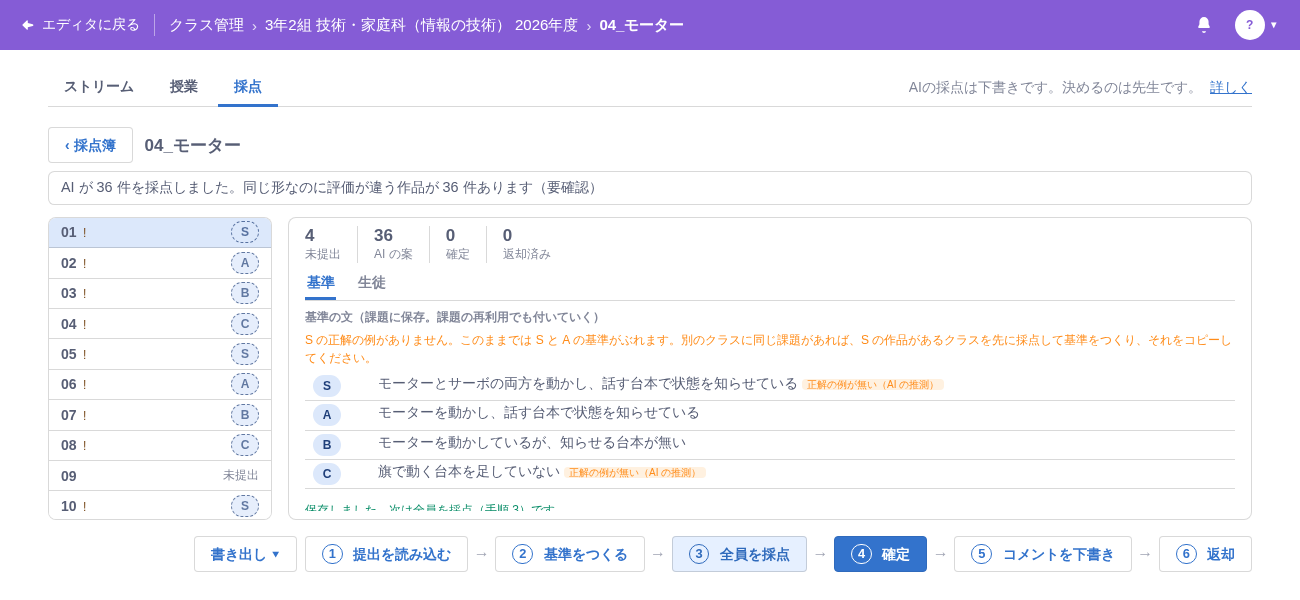 エディタに戻る クラス管理 › 3年2組 技術・家庭科（情報の技術） 2026年度 › 04_モーター ?
ストリーム 授業 採点 AIの採点は下書きです。決めるのは先生です。 詳しく
‹ 採点簿 04_モーター
AI が 36 件を採点しました。同じ形なのに評価が違う作品が 36 件あります（要確認）
01 ! S
02 ! A
03 ! B
04 ! C
05 ! S
06 ! A
07 ! B
08 ! C
09 未提出
10 ! S
4 36 0 0
未提出 AI の案 確定 返却済み
基準 生徒
基準の文（課題に保存。課題の再利用でも付いていく）
S の正解の例がありません。このままでは S と A の基準がぶれます。別のクラスに同じ課題があれば、S の作品があるクラスを先に採点して基準をつくり、それをコピーし
てください。
S モーターとサーボの両方を動かし、話す台本で状態を知らせている 正解の例が無い（AI の推測）
A モーターを動かし、話す台本で状態を知らせている
B モーターを動かしているが、知らせる台本が無い
C 旗で動く台本を足していない 正解の例が無い（AI の推測）
保存しました。次は全員を採点（手順 3）です
書き出し ▾ 1 提出を読み込む → 2 基準をつくる → 3 全員を採点 → 4 確定 → 5 コメントを下書き → 6 返却